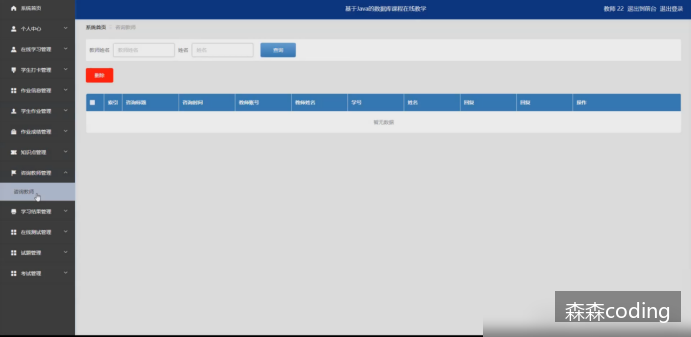 系统首页
基于Java的数据库课程在线教学
教师 22 退出到前台 退出登录
个人中心
在线学习管理
学生打卡管理
作业信息管理
学生作业管理
作业成绩管理
知识点管理
咨询教师管理
咨询教师
学习结果管理
在线测试管理
试题管理
考试管理
系统首页 咨询教师
教师姓名 教师姓名 姓名 姓名 查询
删除
索引 咨询标题 咨询时间 教师账号 教师姓名 学号 姓名 操作
暂无数据
森森coding